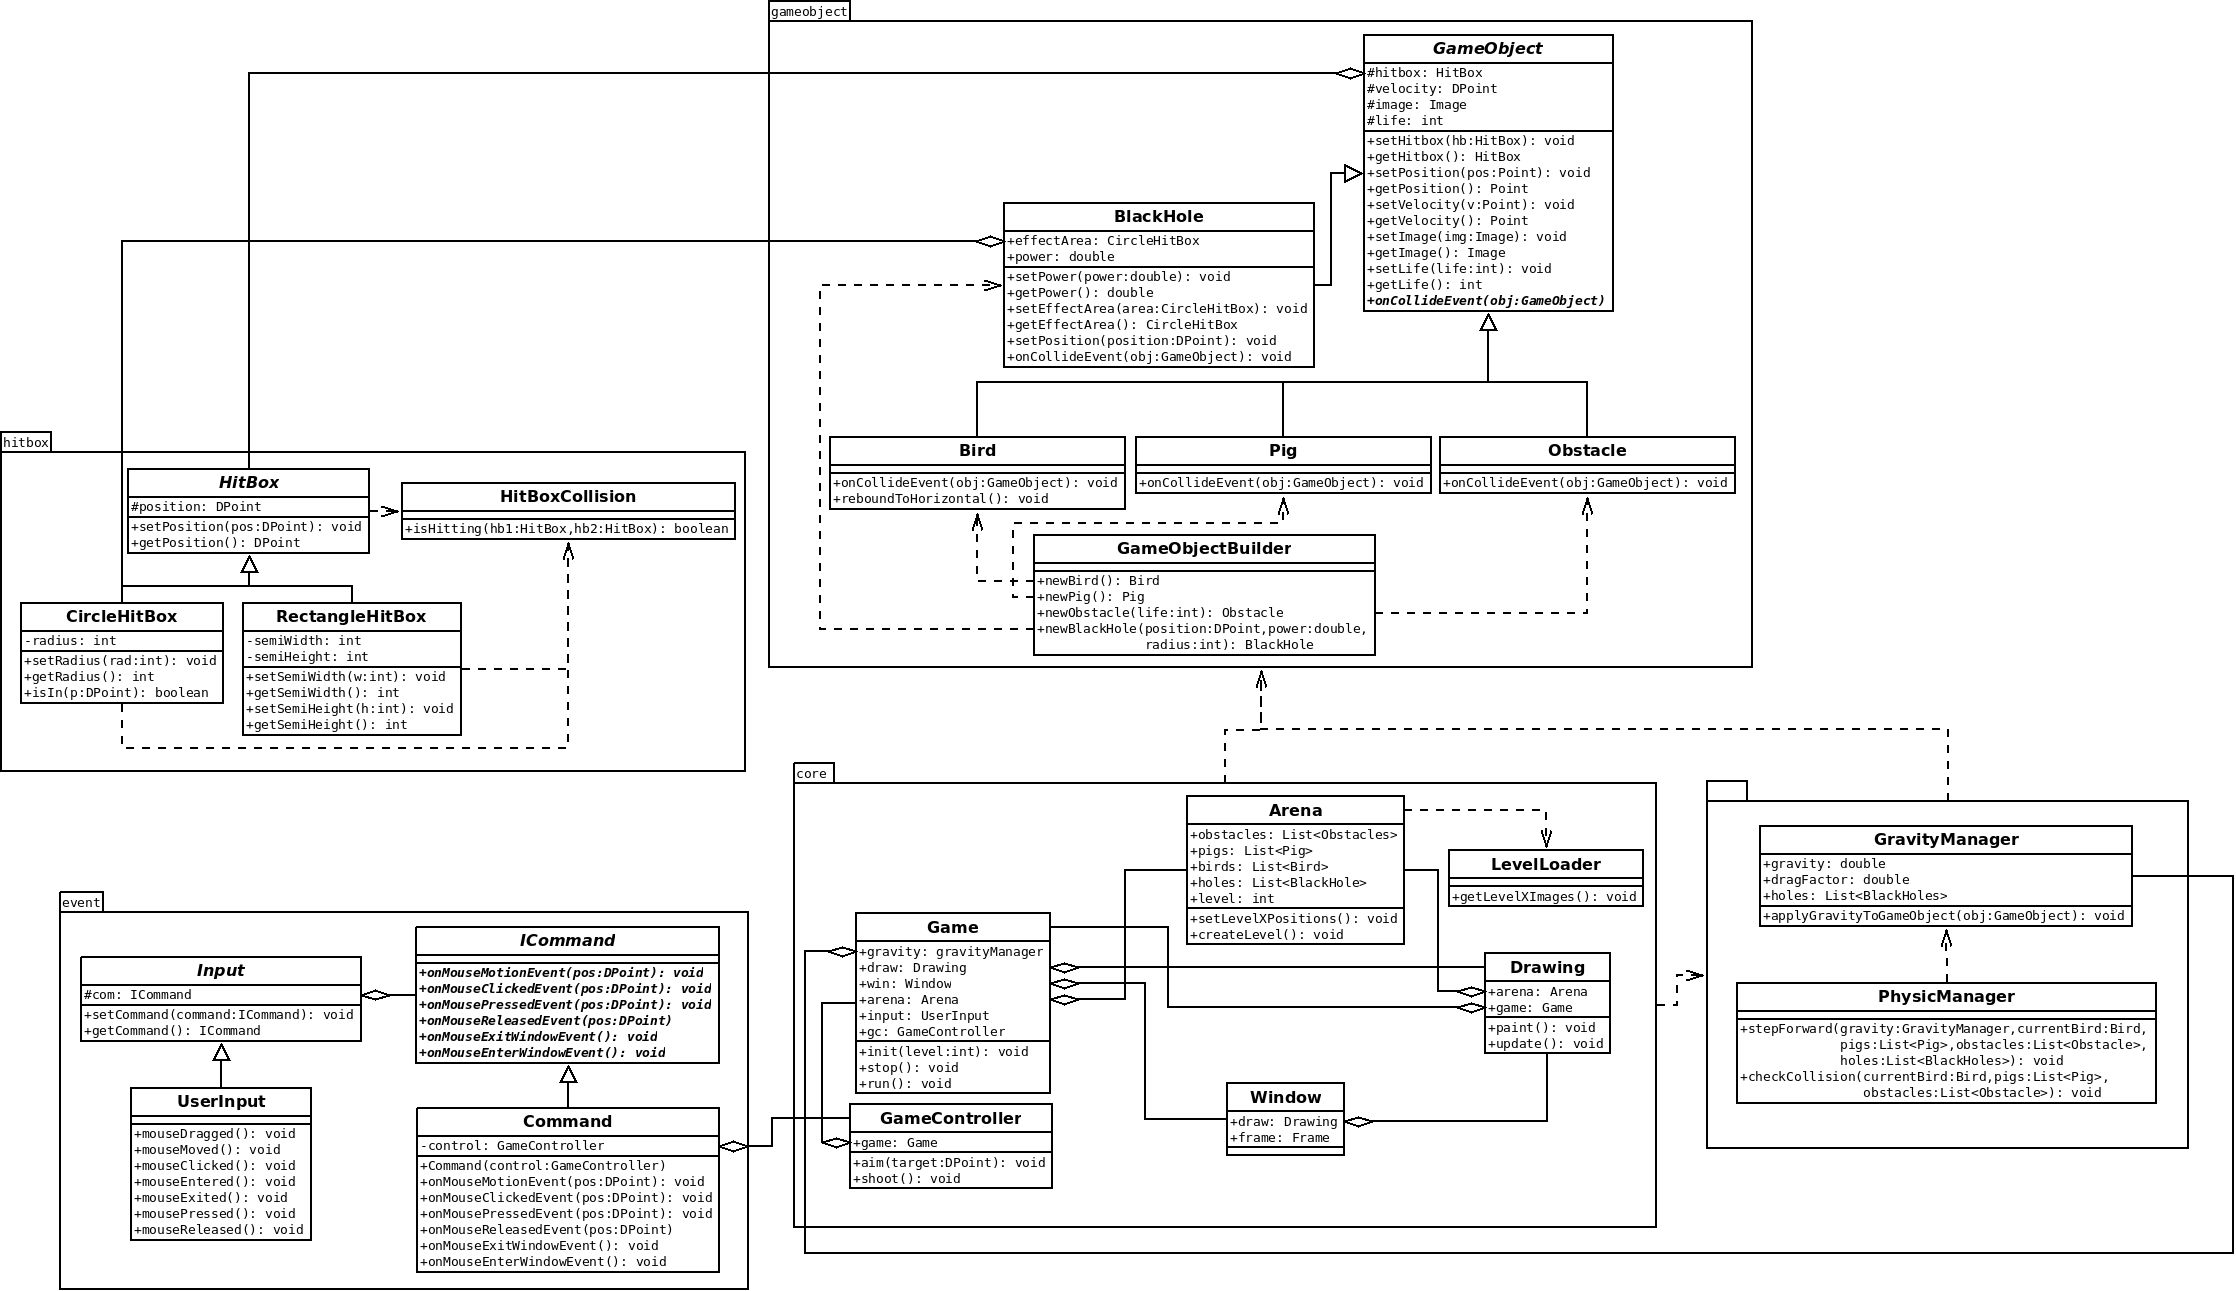 gameobject
GameObject
#hitbox: HitBox
#velocity: DPoint
#image: Image
#life: int
+setHitbox(hb:HitBox): void
+getHitbox(): HitBox
+setPosition(pos:Point): void
+getPosition(): Point
+setVelocity(v:Point): void
+getVelocity(): Point
+setImage(img:Image): void
+getImage(): Image
+setLife(life:int): void
+getLife(): int
+onCollideEvent(obj:GameObject)
BlackHole
+effectArea: CircleHitBox
+power: double
+setPower(power:double): void
+getPower(): double
+setEffectArea(area:CircleHitBox): void
+getEffectArea(): CircleHitBox
+setPosition(position:DPoint): void
+onCollideEvent(obj:GameObject): void
Bird
+onCollideEvent(obj:GameObject): void
+reboundToHorizontal(): void
Pig
+onCollideEvent(obj:GameObject): void
Obstacle
+onCollideEvent(obj:GameObject): void
GameObjectBuilder
+newBird(): Bird
+newPig(): Pig
+newObstacle(life:int): Obstacle
+newBlackHole(position:DPoint,power:double,
radius:int): BlackHole
hitbox
HitBox
#position: DPoint
+setPosition(pos:DPoint): void
+getPosition(): DPoint
HitBoxCollision
+isHitting(hb1:HitBox,hb2:HitBox): boolean
CircleHitBox
-radius: int
+setRadius(rad:int): void
+getRadius(): int
+isIn(p:DPoint): boolean
RectangleHitBox
-semiWidth: int
-semiHeight: int
+setSemiWidth(w:int): void
+getSemiWidth(): int
+setSemiHeight(h:int): void
+getSemiHeight(): int
event
Input
#com: ICommand
+setCommand(command:ICommand): void
+getCommand(): ICommand
ICommand
+onMouseMotionEvent(pos:DPoint): void
+onMouseClickedEvent(pos:DPoint): void
+onMousePressedEvent(pos:DPoint): void
+onMouseReleasedEvent(pos:DPoint)
+onMouseExitWindowEvent(): void
+onMouseEnterWindowEvent(): void
UserInput
+mouseDragged(): void
+mouseMoved(): void
+mouseClicked(): void
+mouseEntered(): void
+mouseExited(): void
+mousePressed(): void
+mouseReleased(): void
Command
-control: GameController
+Command(control:GameController)
+onMouseMotionEvent(pos:DPoint): void
+onMouseClickedEvent(pos:DPoint): void
+onMousePressedEvent(pos:DPoint): void
+onMouseReleasedEvent(pos:DPoint)
+onMouseExitWindowEvent(): void
+onMouseEnterWindowEvent(): void
core
Arena
+obstacles: List<Obstacles>
+pigs: List<Pig>
+birds: List<Bird>
+holes: List<BlackHole>
+level: int
+setLevelXPositions(): void
+createLevel(): void
LevelLoader
+getLevelXImages(): void
Game
+gravity: gravityManager
+draw: Drawing
+win: Window
+arena: Arena
+input: UserInput
+gc: GameController
+init(level:int): void
+stop(): void
+run(): void
Drawing
+arena: Arena
+game: Game
+paint(): void
+update(): void
GameController
+game: Game
+aim(target:DPoint): void
+shoot(): void
Window
+draw: Drawing
+frame: Frame
GravityManager
+gravity: double
+dragFactor: double
+holes: List<BlackHoles>
+applyGravityToGameObject(obj:GameObject): void
PhysicManager
+stepForward(gravity:GravityManager,currentBird:Bird,
pigs:List<Pig>,obstacles:List<Obstacle>,
holes:List<BlackHoles>): void
+checkCollision(currentBird:Bird,pigs:List<Pig>,
obstacles:List<Obstacle>): void